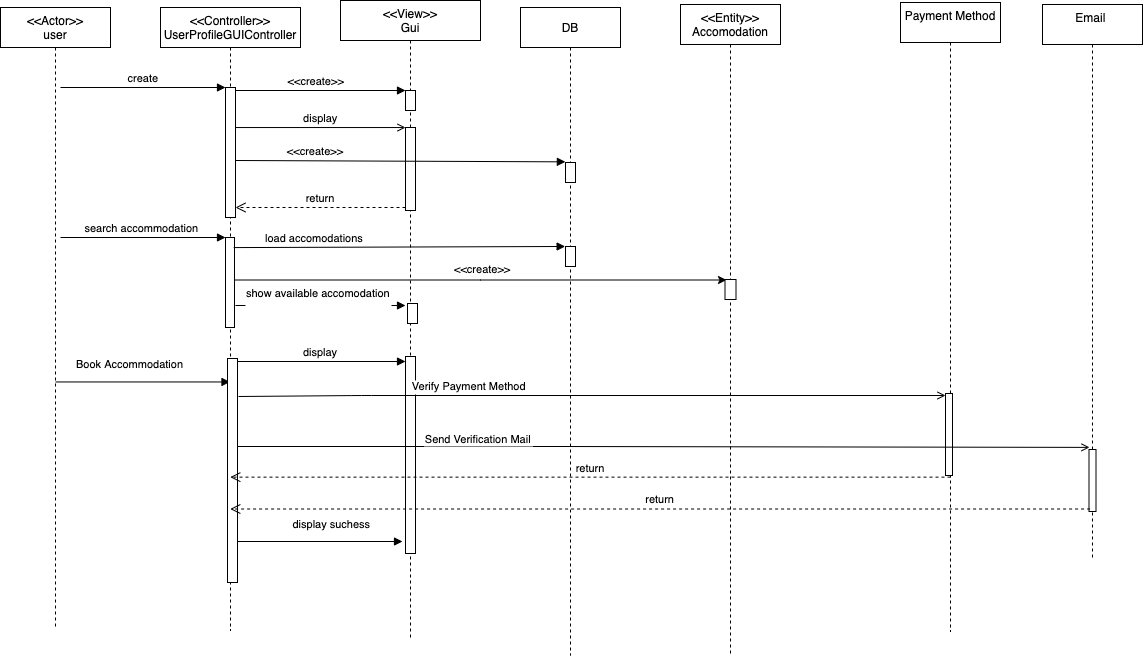 <<Actor>>
user
<<Controller>>
UserProfileGUIController
<<View>>
Gui
DB
<<Entity>>
Accomodation
Payment Method
Email
create
<<create>>
display
<<create>>
return
search accommodation
load accomodations
<<create>>
show available accomodation
display
Book Accommodation
Verify Payment Method
Send Verification Mail
return
return
display suchess